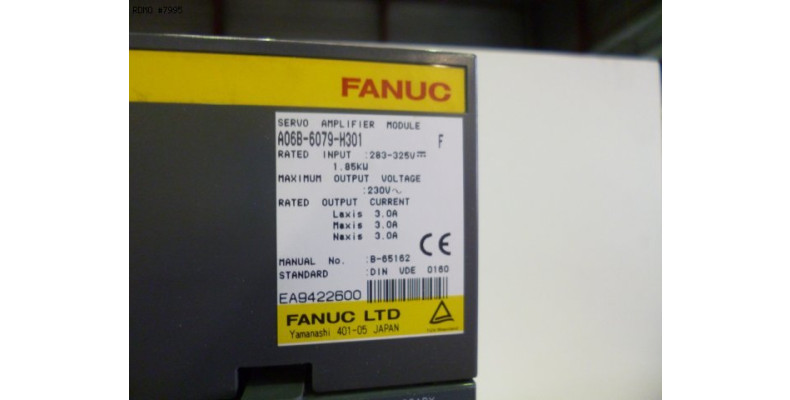 ROMO #7995
FANUC
SERVO AMPLIFIER MODULE
A06B-6079-H301 F
RATED INPUT :283-325V⎓
1.85KW
MAXIMUM OUTPUT VOLTAGE
:230V~
RATED OUTPUT CURRENT
Laxis 3.0A
Maxis 3.0A
Naxis 3.0A
CE
MANUAL No. :B-65162
STANDARD :DIN VDE 0160
EA9422600
FANUC LTD
Yamanashi 401-05 JAPAN